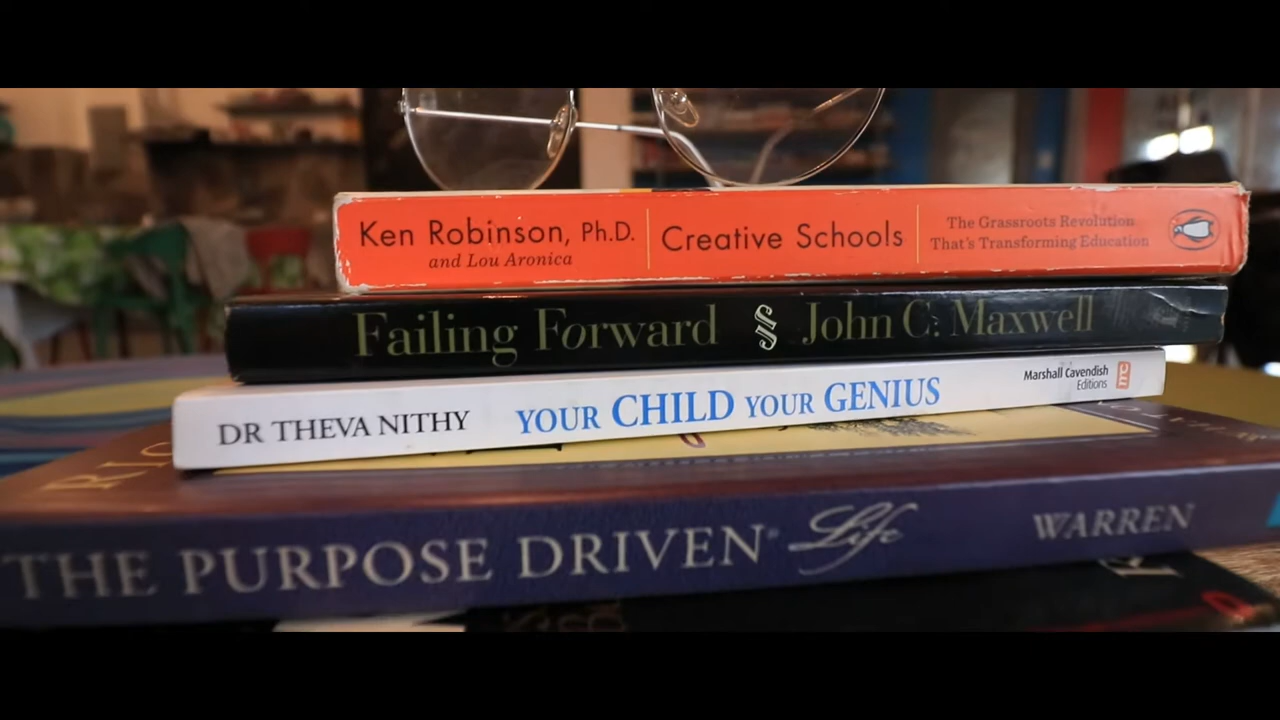 Ken Robinson, Ph.D.
and Lou Aronica
Creative Schools
The Grassroots Revolution
That's Transforming Education
Failing Forward
John C. Maxwell
DR THEVA NITHY
YOUR CHILD YOUR GENIUS
Marshall Cavendish
Editions
THE PURPOSE DRIVEN® Life
WARREN